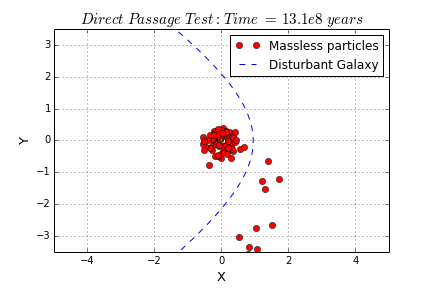 Direct Passage Test : Time = 13.1e8 years
Massless particles
Disturbant Galaxy
Y
3
2
1
0
−1
−2
−3
−4 −2 0 2 4
X